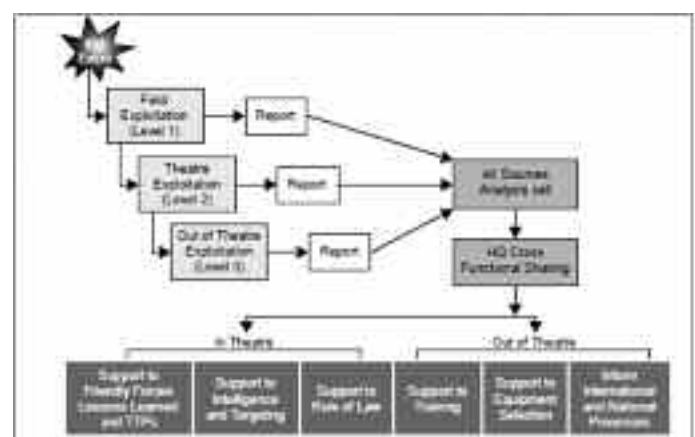 Field
Exploitation
(Level 1)
Report
Theatre
Exploitation
(Level 2)
Report
Out of Theatre
Exploitation
(Level 3)
Report
All Sources
Analysis cell
HQ Cross
Functional Sharing
In Theatre
Out of Theatre
Support to
Friendly Forces
Lessons Learned
and TTPs
Support to
Intelligence
and Targeting
Support to
Rule of Law
Support to
Training
Support to
Equipment
Selection
Inform
International
and National
Processes